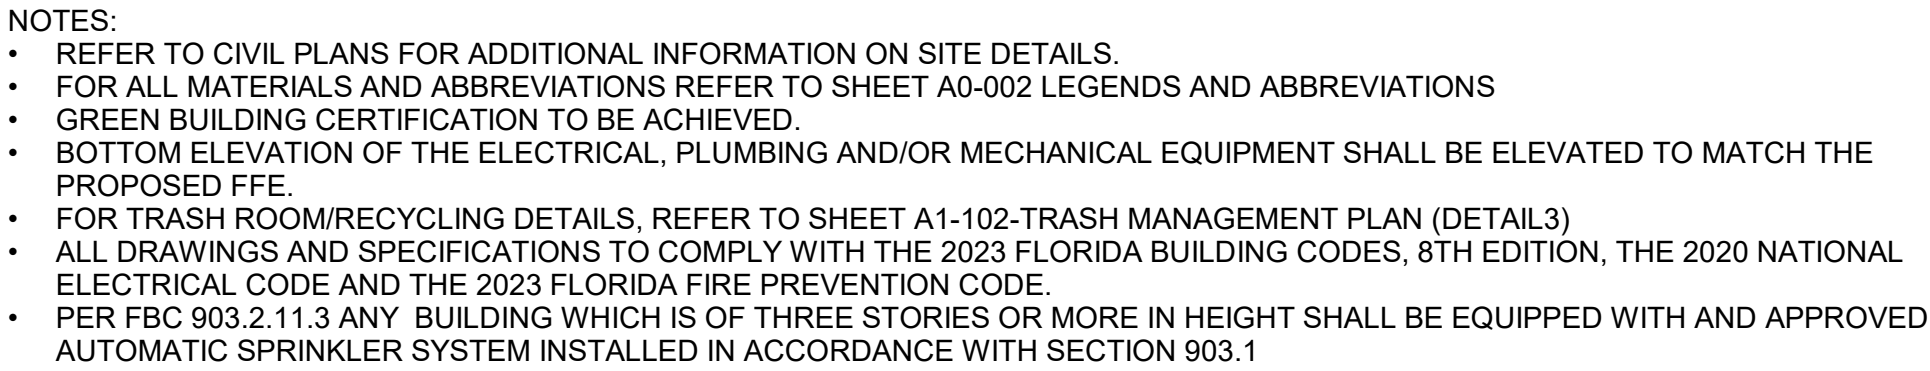 NOTES:
• REFER TO CIVIL PLANS FOR ADDITIONAL INFORMATION ON SITE DETAILS.
• FOR ALL MATERIALS AND ABBREVIATIONS REFER TO SHEET A0-002 LEGENDS AND ABBREVIATIONS
• GREEN BUILDING CERTIFICATION TO BE ACHIEVED.
• BOTTOM ELEVATION OF THE ELECTRICAL, PLUMBING AND/OR MECHANICAL EQUIPMENT SHALL BE ELEVATED TO MATCH THE
PROPOSED FFE.
• FOR TRASH ROOM/RECYCLING DETAILS, REFER TO SHEET A1-102-TRASH MANAGEMENT PLAN (DETAIL3)
• ALL DRAWINGS AND SPECIFICATIONS TO COMPLY WITH THE 2023 FLORIDA BUILDING CODES, 8TH EDITION, THE 2020 NATIONAL
ELECTRICAL CODE AND THE 2023 FLORIDA FIRE PREVENTION CODE.
• PER FBC 903.2.11.3 ANY  BUILDING WHICH IS OF THREE STORIES OR MORE IN HEIGHT SHALL BE EQUIPPED WITH AND APPROVED
AUTOMATIC SPRINKLER SYSTEM INSTALLED IN ACCORDANCE WITH SECTION 903.1